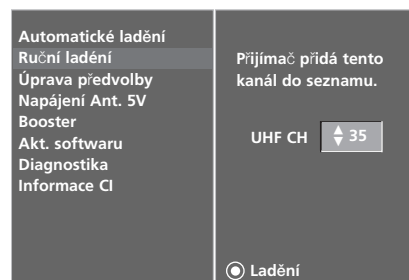 Automatické ladění
Ruční ladéní
Úprava předvolby
Napájení Ant. 5V
Booster
Akt. softwaru
Diagnostika
Informace CI
Přijímač přidá tento
kanál do seznamu.
UHF CH 35
Ladění